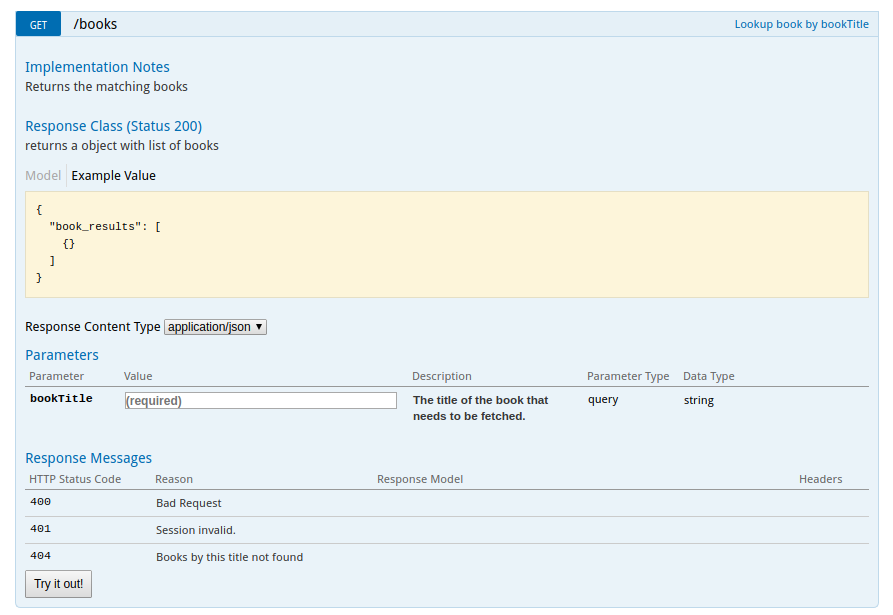 GET /books Lookup book by bookTitle
Implementation Notes
Returns the matching books
Response Class (Status 200)
returns a object with list of books
Model Example Value
{
"book_results": [
{}
]
}
Response Content Type application/json ▼
Parameters
Parameter Value Description Parameter Type Data Type
bookTitle (required) The title of the book that query string
needs to be fetched.
Response Messages
HTTP Status Code Reason Response Model Headers
400 Bad Request
401 Session invalid.
404 Books by this title not found
Try it out!